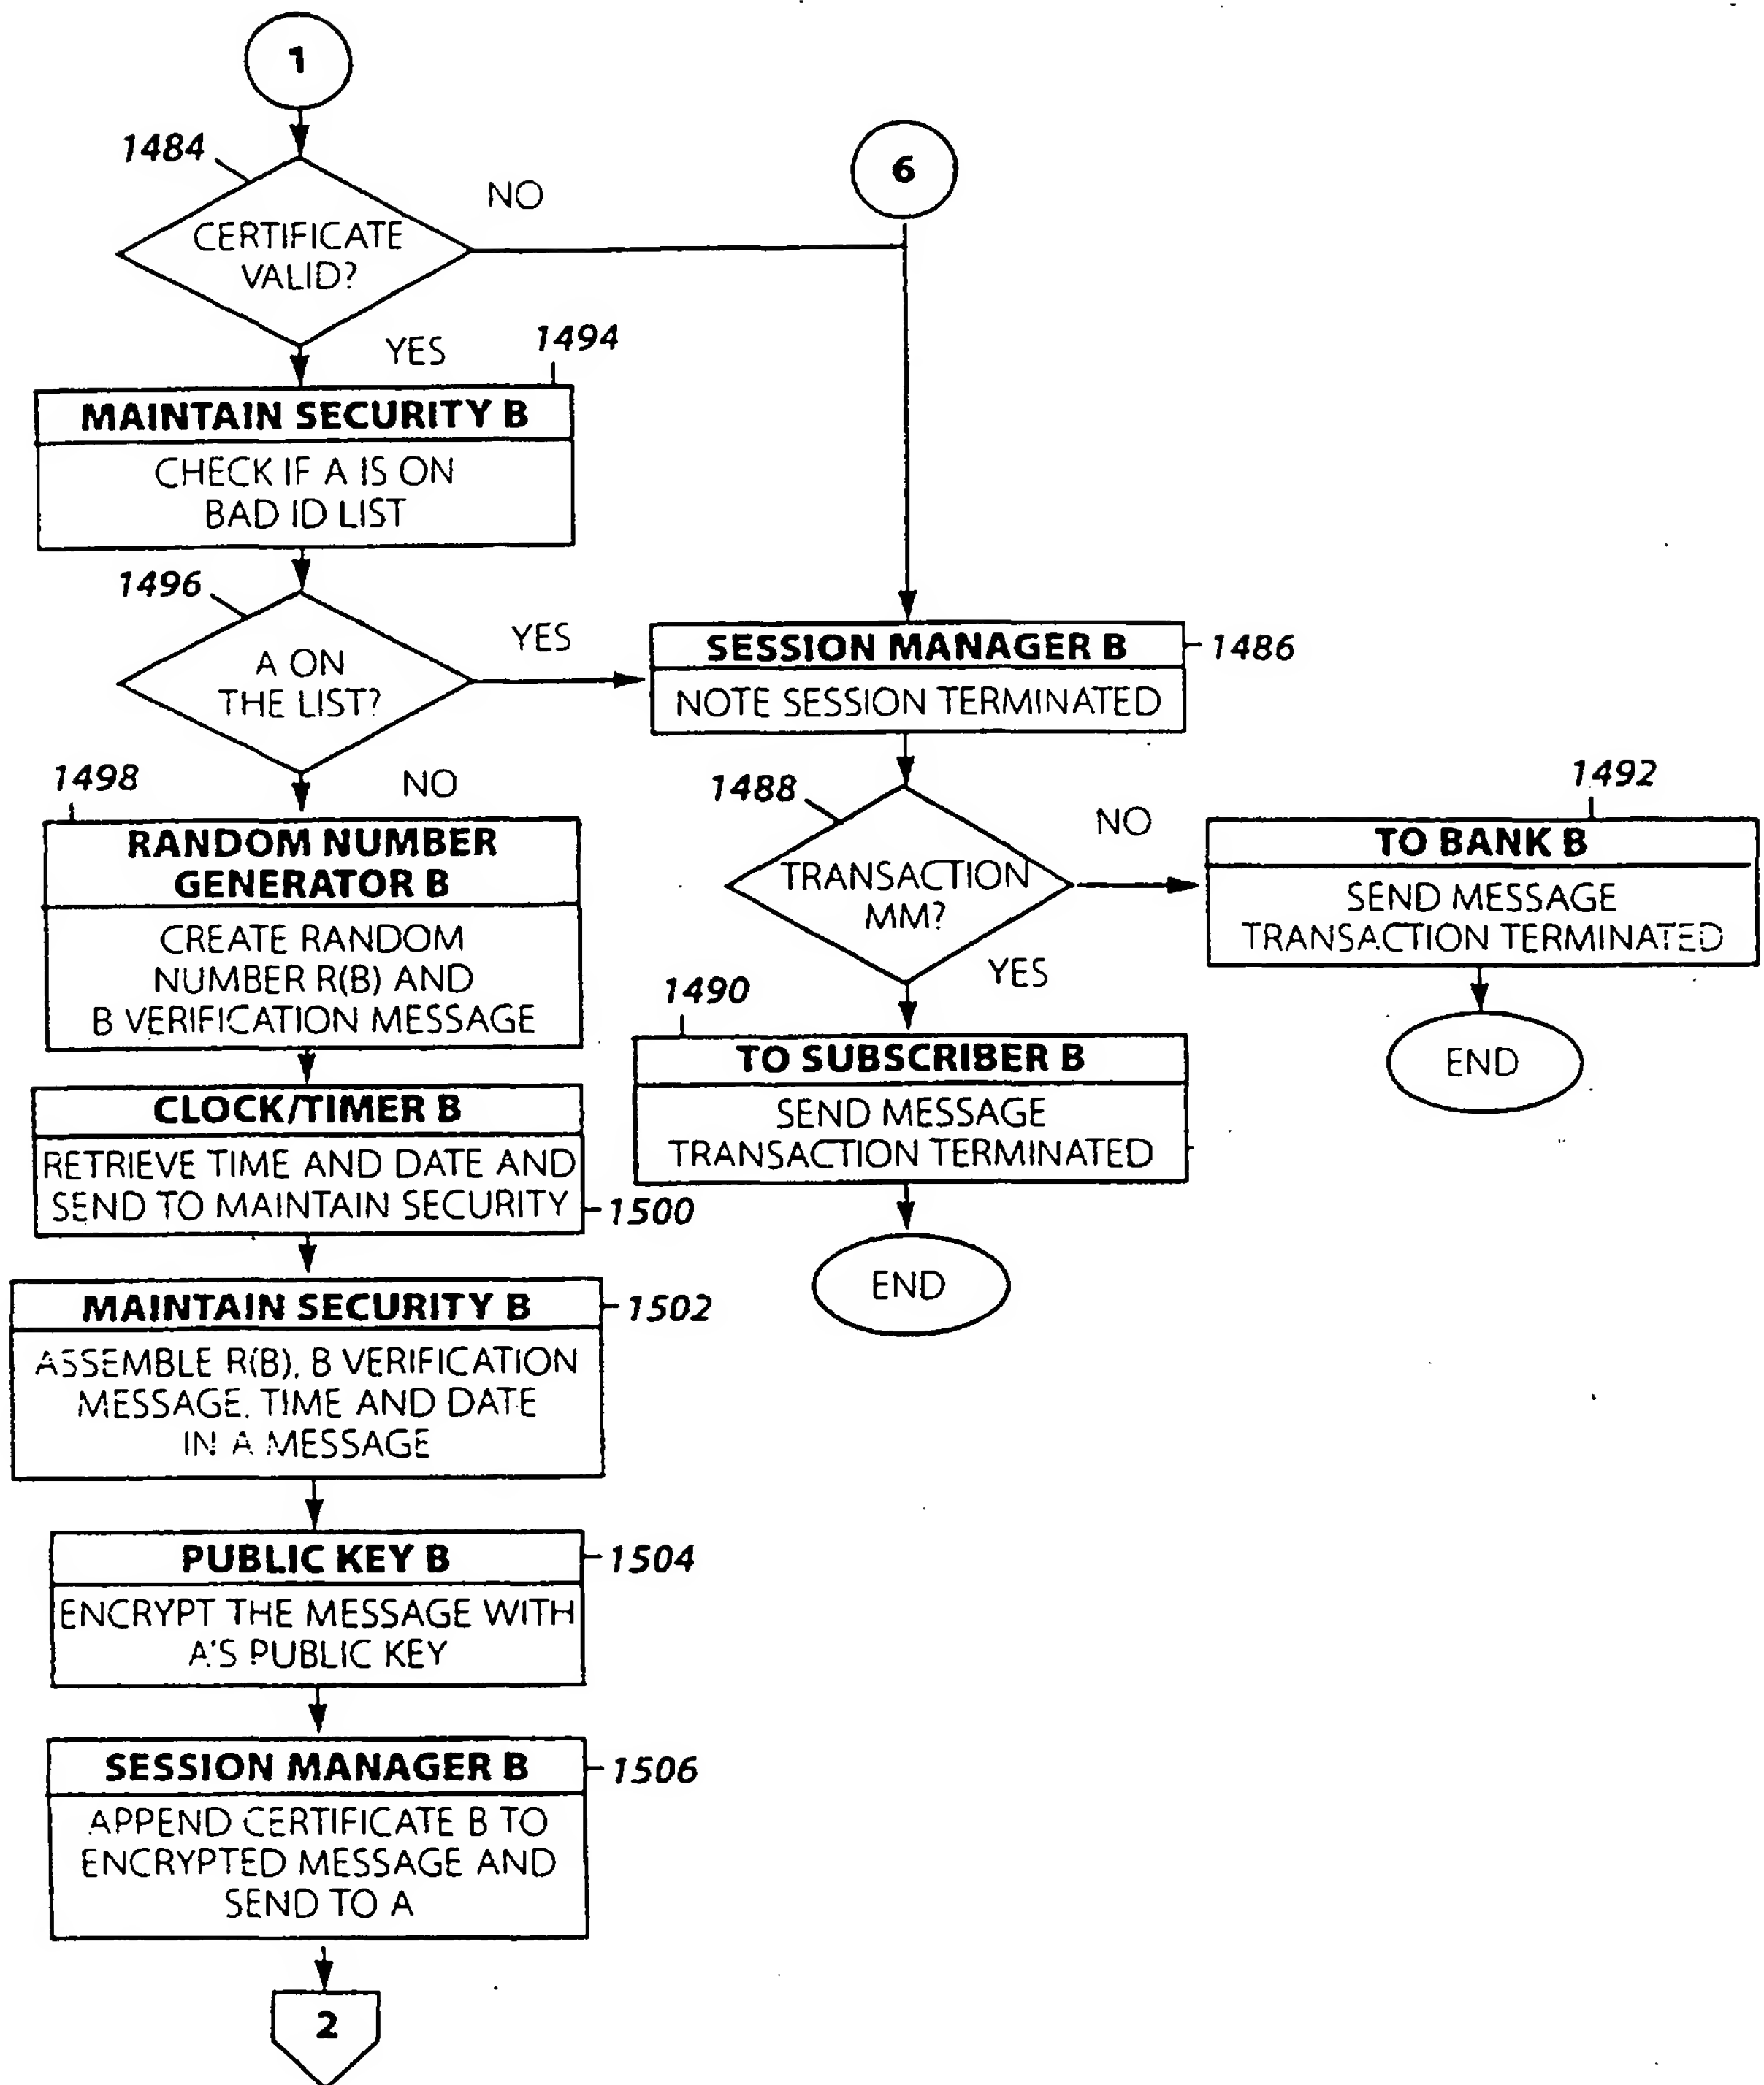 1
1484
NO
CERTIFICATE
VALID?
6
YES
1494
MAINTAIN SECURITY B
CHECK IF A IS ON
BAD ID LIST
1496
A ON
THE LIST?
YES
SESSION MANAGER B
1486
NOTE SESSION TERMINATED
1498
NO
RANDOM NUMBER
GENERATOR B
CREATE RANDOM
NUMBER R(B) AND
B VERIFICATION MESSAGE
1488
TRANSACTION
MM?
NO
1492
TO BANK B
SEND MESSAGE
TRANSACTION TERMINATED
END
YES
1490
TO SUBSCRIBER B
SEND MESSAGE
TRANSACTION TERMINATED
END
CLOCK/TIMER B
RETRIEVE TIME AND DATE AND
SEND TO MAINTAIN SECURITY
1500
MAINTAIN SECURITY B
1502
ASSEMBLE R(B), B VERIFICATION
MESSAGE, TIME AND DATE
IN A MESSAGE
PUBLIC KEY B
1504
ENCRYPT THE MESSAGE WITH
A'S PUBLIC KEY
SESSION MANAGER B
1506
APPEND CERTIFICATE B TO
ENCRYPTED MESSAGE AND
SEND TO A
2